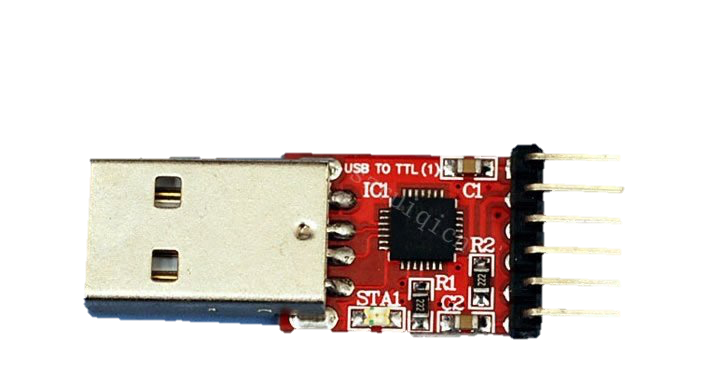 USB TO TTL(1)
IC1
C1
R2
222
R1
222
STA1
C2